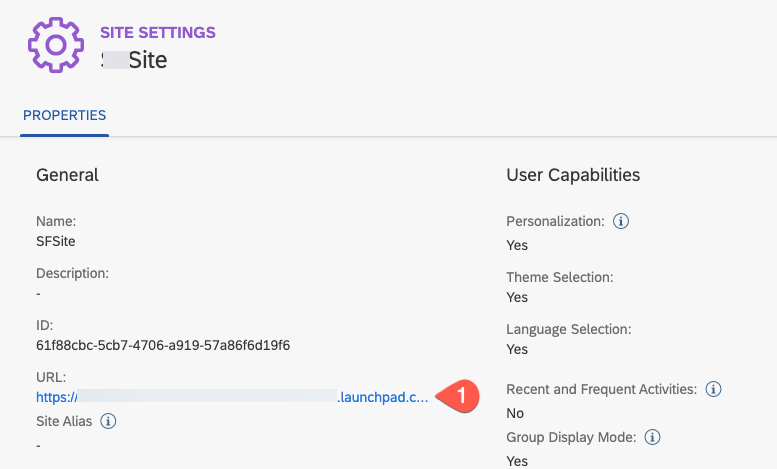 SITE SETTINGS
Site
PROPERTIES
General
Name:
SFSite
Description:
-
ID:
61f88cbc-5cb7-4706-a919-57a86f6d19f6
URL:
https:/ .launchpad.c...
1
Site Alias
-
User Capabilities
Personalization:
Yes
Theme Selection:
Yes
Language Selection:
Yes
Recent and Frequent Activities:
No
Group Display Mode:
Yes